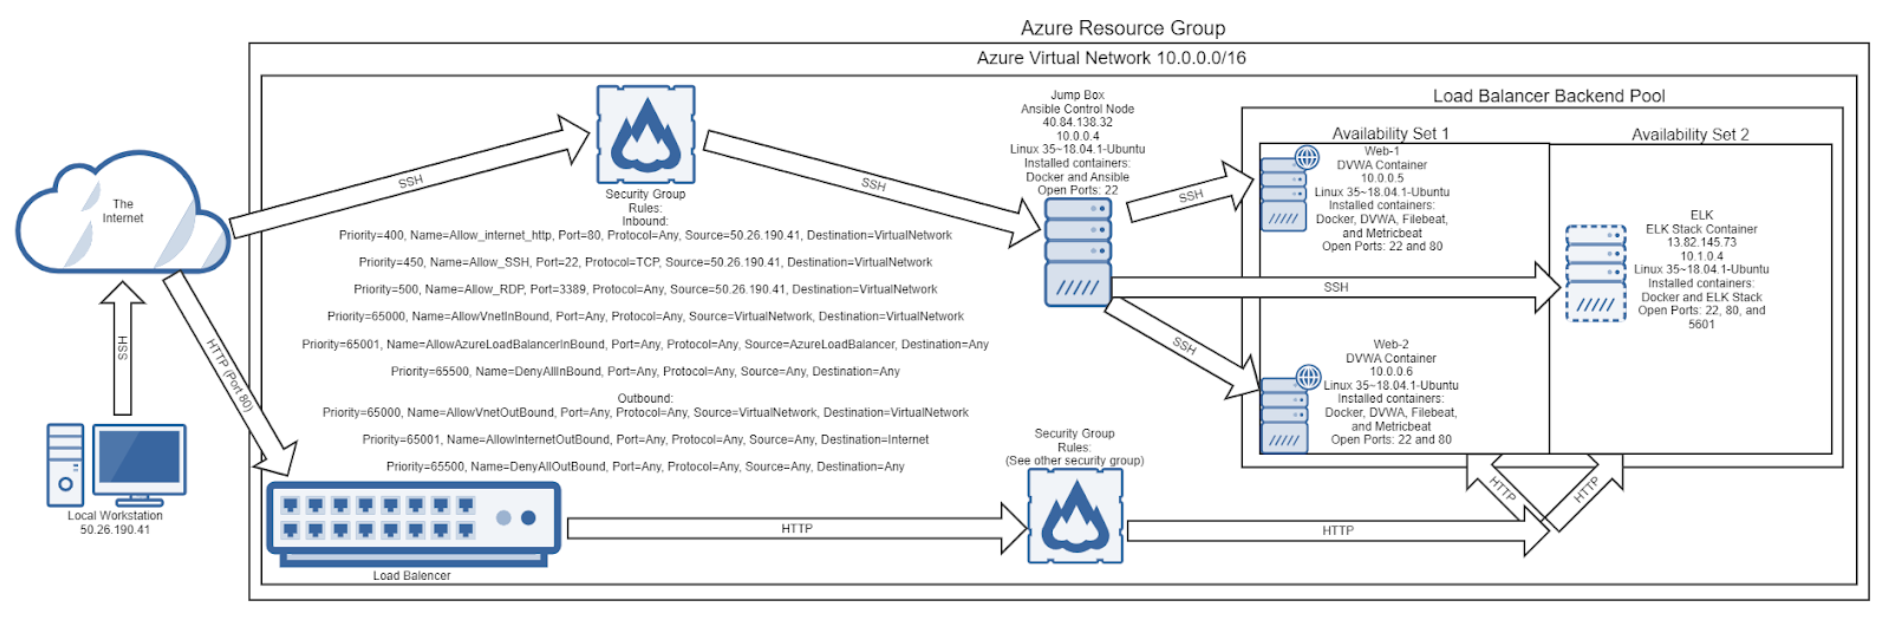 Azure Resource Group
Azure Virtual Network 10.0.0.0/16
The
Internet
SSH
Local Workstation
50.26.190.41
SSH
HTTP (Port 80)
Security Group
Rules:
Inbound:
Priority=400, Name=Allow_internet_http, Port=80, Protocol=Any, Source=50.26.190.41, Destination=VirtualNetwork
Priority=450, Name=Allow_SSH, Port=22, Protocol=TCP, Source=50.26.190.41, Destination=VirtualNetwork
Priority=500, Name=Allow_RDP, Port=3389, Protocol=Any, Source=50.26.190.41, Destination=VirtualNetwork
Priority=65000, Name=AllowVnetInBound, Port=Any, Protocol=Any, Source=VirtualNetwork, Destination=VirtualNetwork
Priority=65001, Name=AllowAzureLoadBalancerInBound, Port=Any, Protocol=Any, Source=AzureLoadBalancer, Destination=Any
Priority=65500, Name=DenyAllInBound, Port=Any, Protocol=Any, Source=Any, Destination=Any
Outbound:
Priority=65000, Name=AllowVnetOutBound, Port=Any, Protocol=Any, Source=VirtualNetwork, Destination=VirtualNetwork
Priority=65001, Name=AllowInternetOutBound, Port=Any, Protocol=Any, Source=Any, Destination=Internet
Priority=65500, Name=DenyAllOutBound, Port=Any, Protocol=Any, Source=Any, Destination=Any
Load Balencer
SSH
Jump Box
Ansible Control Node
40.84.138.32
10.0.0.4
Linux 35~18.04.1-Ubuntu
Installed containers:
Docker and Ansible
Open Ports: 22
SSH
SSH
SSH
HTTP
Security Group
Rules:
(See other security group)
HTTP
HTTP
HTTP
Load Balancer Backend Pool
Availability Set 1
Web-1
DVWA Container
10.0.0.5
Linux 35~18.04.1-Ubuntu
Installed containers:
Docker, DVWA, Filebeat,
and Metricbeat
Open Ports: 22 and 80
Web-2
DVWA Container
10.0.0.6
Linux 35~18.04.1-Ubuntu
Installed containers:
Docker, DVWA, Filebeat,
and Metricbeat
Open Ports: 22 and 80
Availability Set 2
ELK
ELK Stack Container
13.82.145.73
10.1.0.4
Linux 35~18.04.1-Ubuntu
Installed containers:
Docker and ELK Stack
Open Ports: 22, 80, and
5601